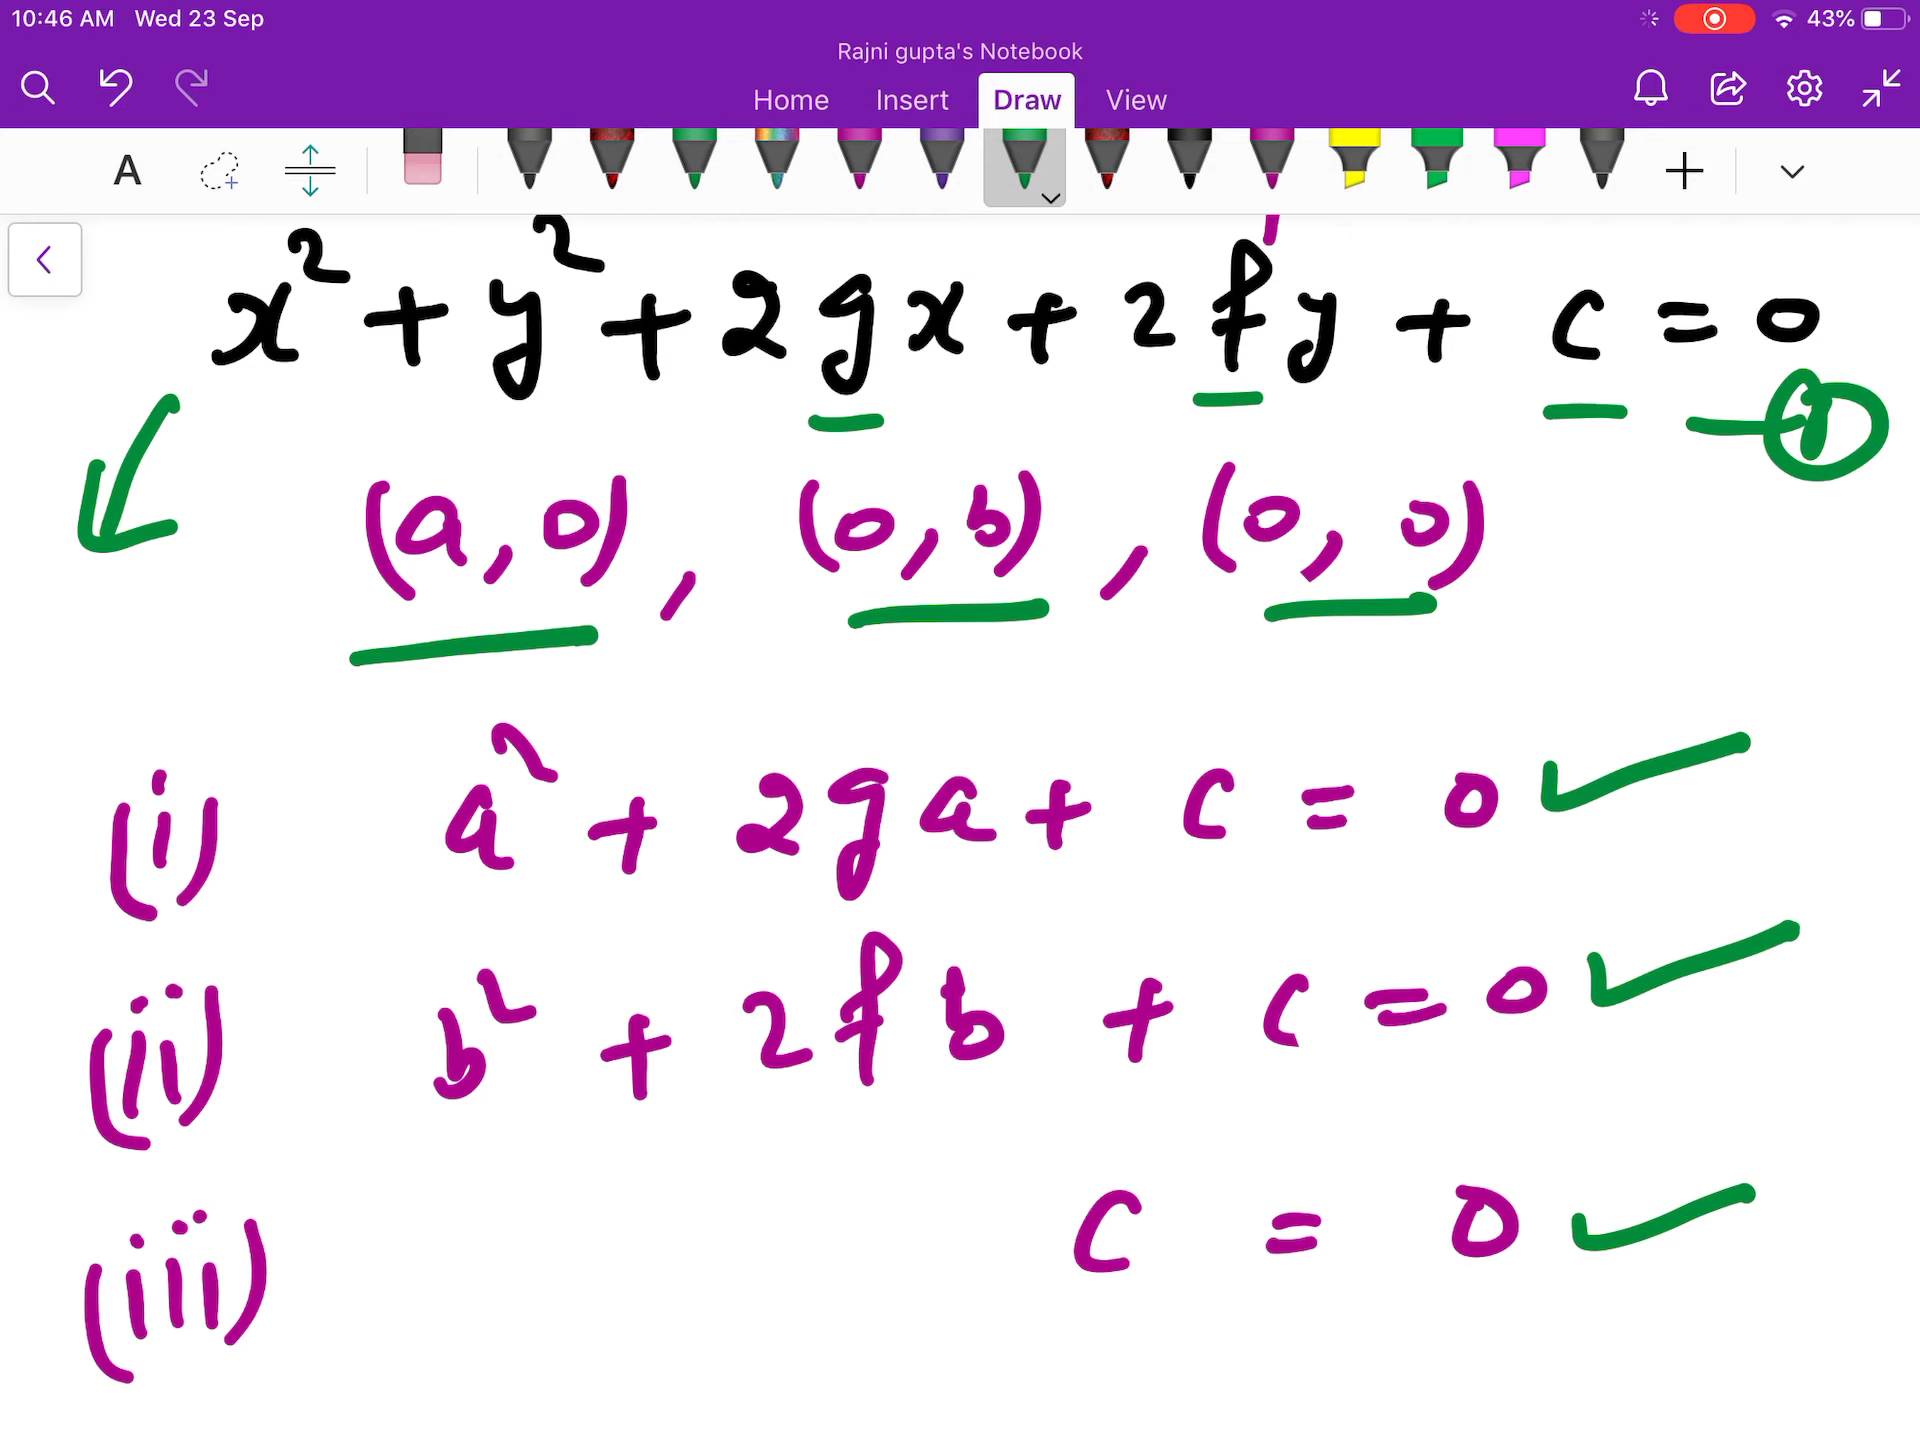 10:46 AM Wed 23 Sep 43%
Rajni gupta's Notebook
Home Insert Draw View
A
x² + y² + 2gx + 2fy + c = 0
①
(a,0), (0,b), (0,0)
(i) a² + 2ga + c = 0
(ii) b² + 2fb + c = 0
(iii) c = 0